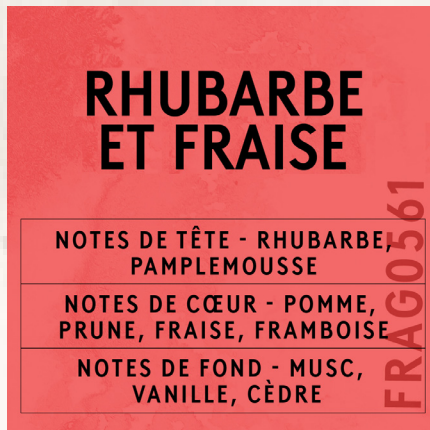 RHUBARBE
ET FRAISE
NOTES DE TÊTE - RHUBARBE,
PAMPLEMOUSSE
NOTES DE CŒUR - POMME,
PRUNE, FRAISE, FRAMBOISE
NOTES DE FOND - MUSC,
VANILLE, CÈDRE
FRAG0561